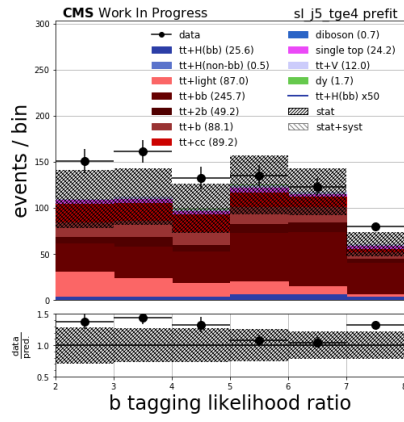 CMS Work In Progress sl_j5_tge4 prefit
data
tt+H(bb) (25.6)
tt+H(non-bb) (0.5)
tt+light (87.0)
tt+bb (245.7)
tt+2b (49.2)
tt+b (88.1)
tt+cc (89.2)
diboson (0.7)
single top (24.2)
tt+V (12.0)
dy (1.7)
tt+H(bb) x50
stat
stat+syst
events / bin
300
250
200
150
100
50
0
data
pred.
1.5
1.0
0.5
2 3 4 5 6 7 8
b tagging likelihood ratio